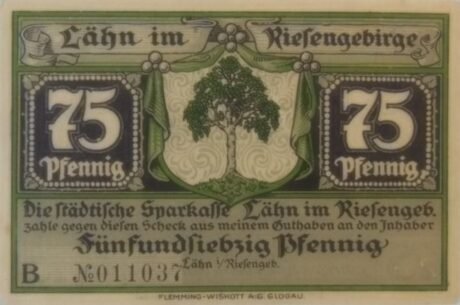 Lähn im Riesengebirge
75 75
Pfennig Pfennig
Die städtische Sparkasse Lähn im Riesengeb.
zahle gegen diesen Scheck aus meinem Guthaben an den Inhaber
Fünfundsiebzig Pfennig
Lähn i/Riesengeb.
B №011037
FLEMMING-WISKOTT A:G. GLOGAU.